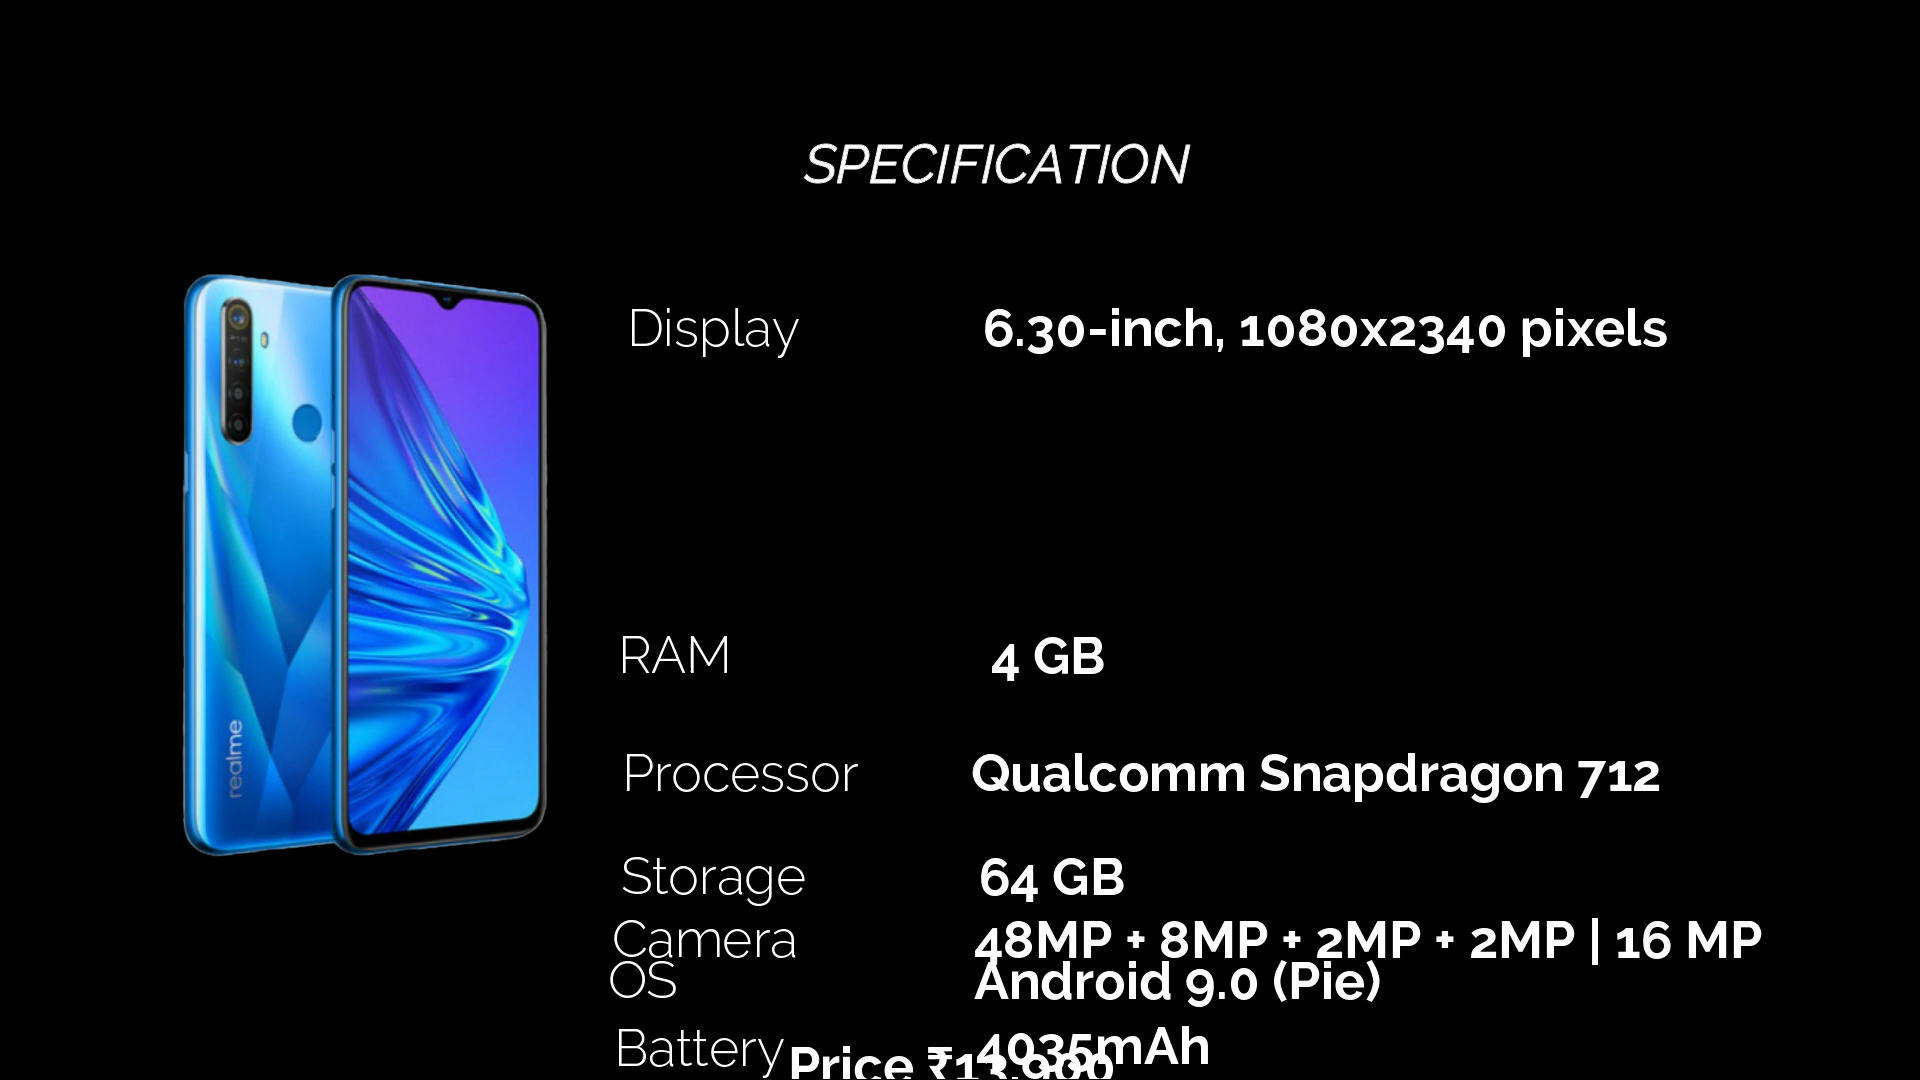 SPECIFICATION
Display 6.30-inch, 1080x2340 pixels
RAM 4 GB
Processor Qualcomm Snapdragon 712
Storage 64 GB
Camera 48MP + 8MP + 2MP + 2MP | 16 MP
OS Android 9.0 (Pie)
Battery 4035mAh
Price
realme